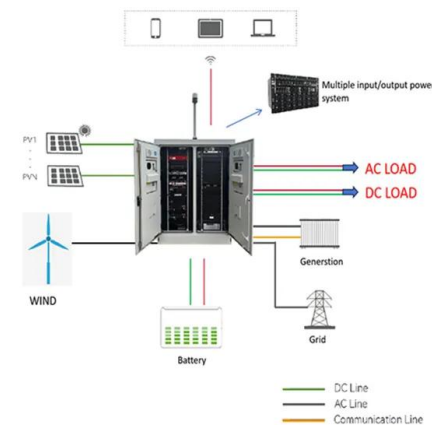 Multiple input/output power
system
PV1
PVN
AC LOAD
DC LOAD
WIND
Generstion
Grid
Battery
DC Line
AC Line
Communication Line